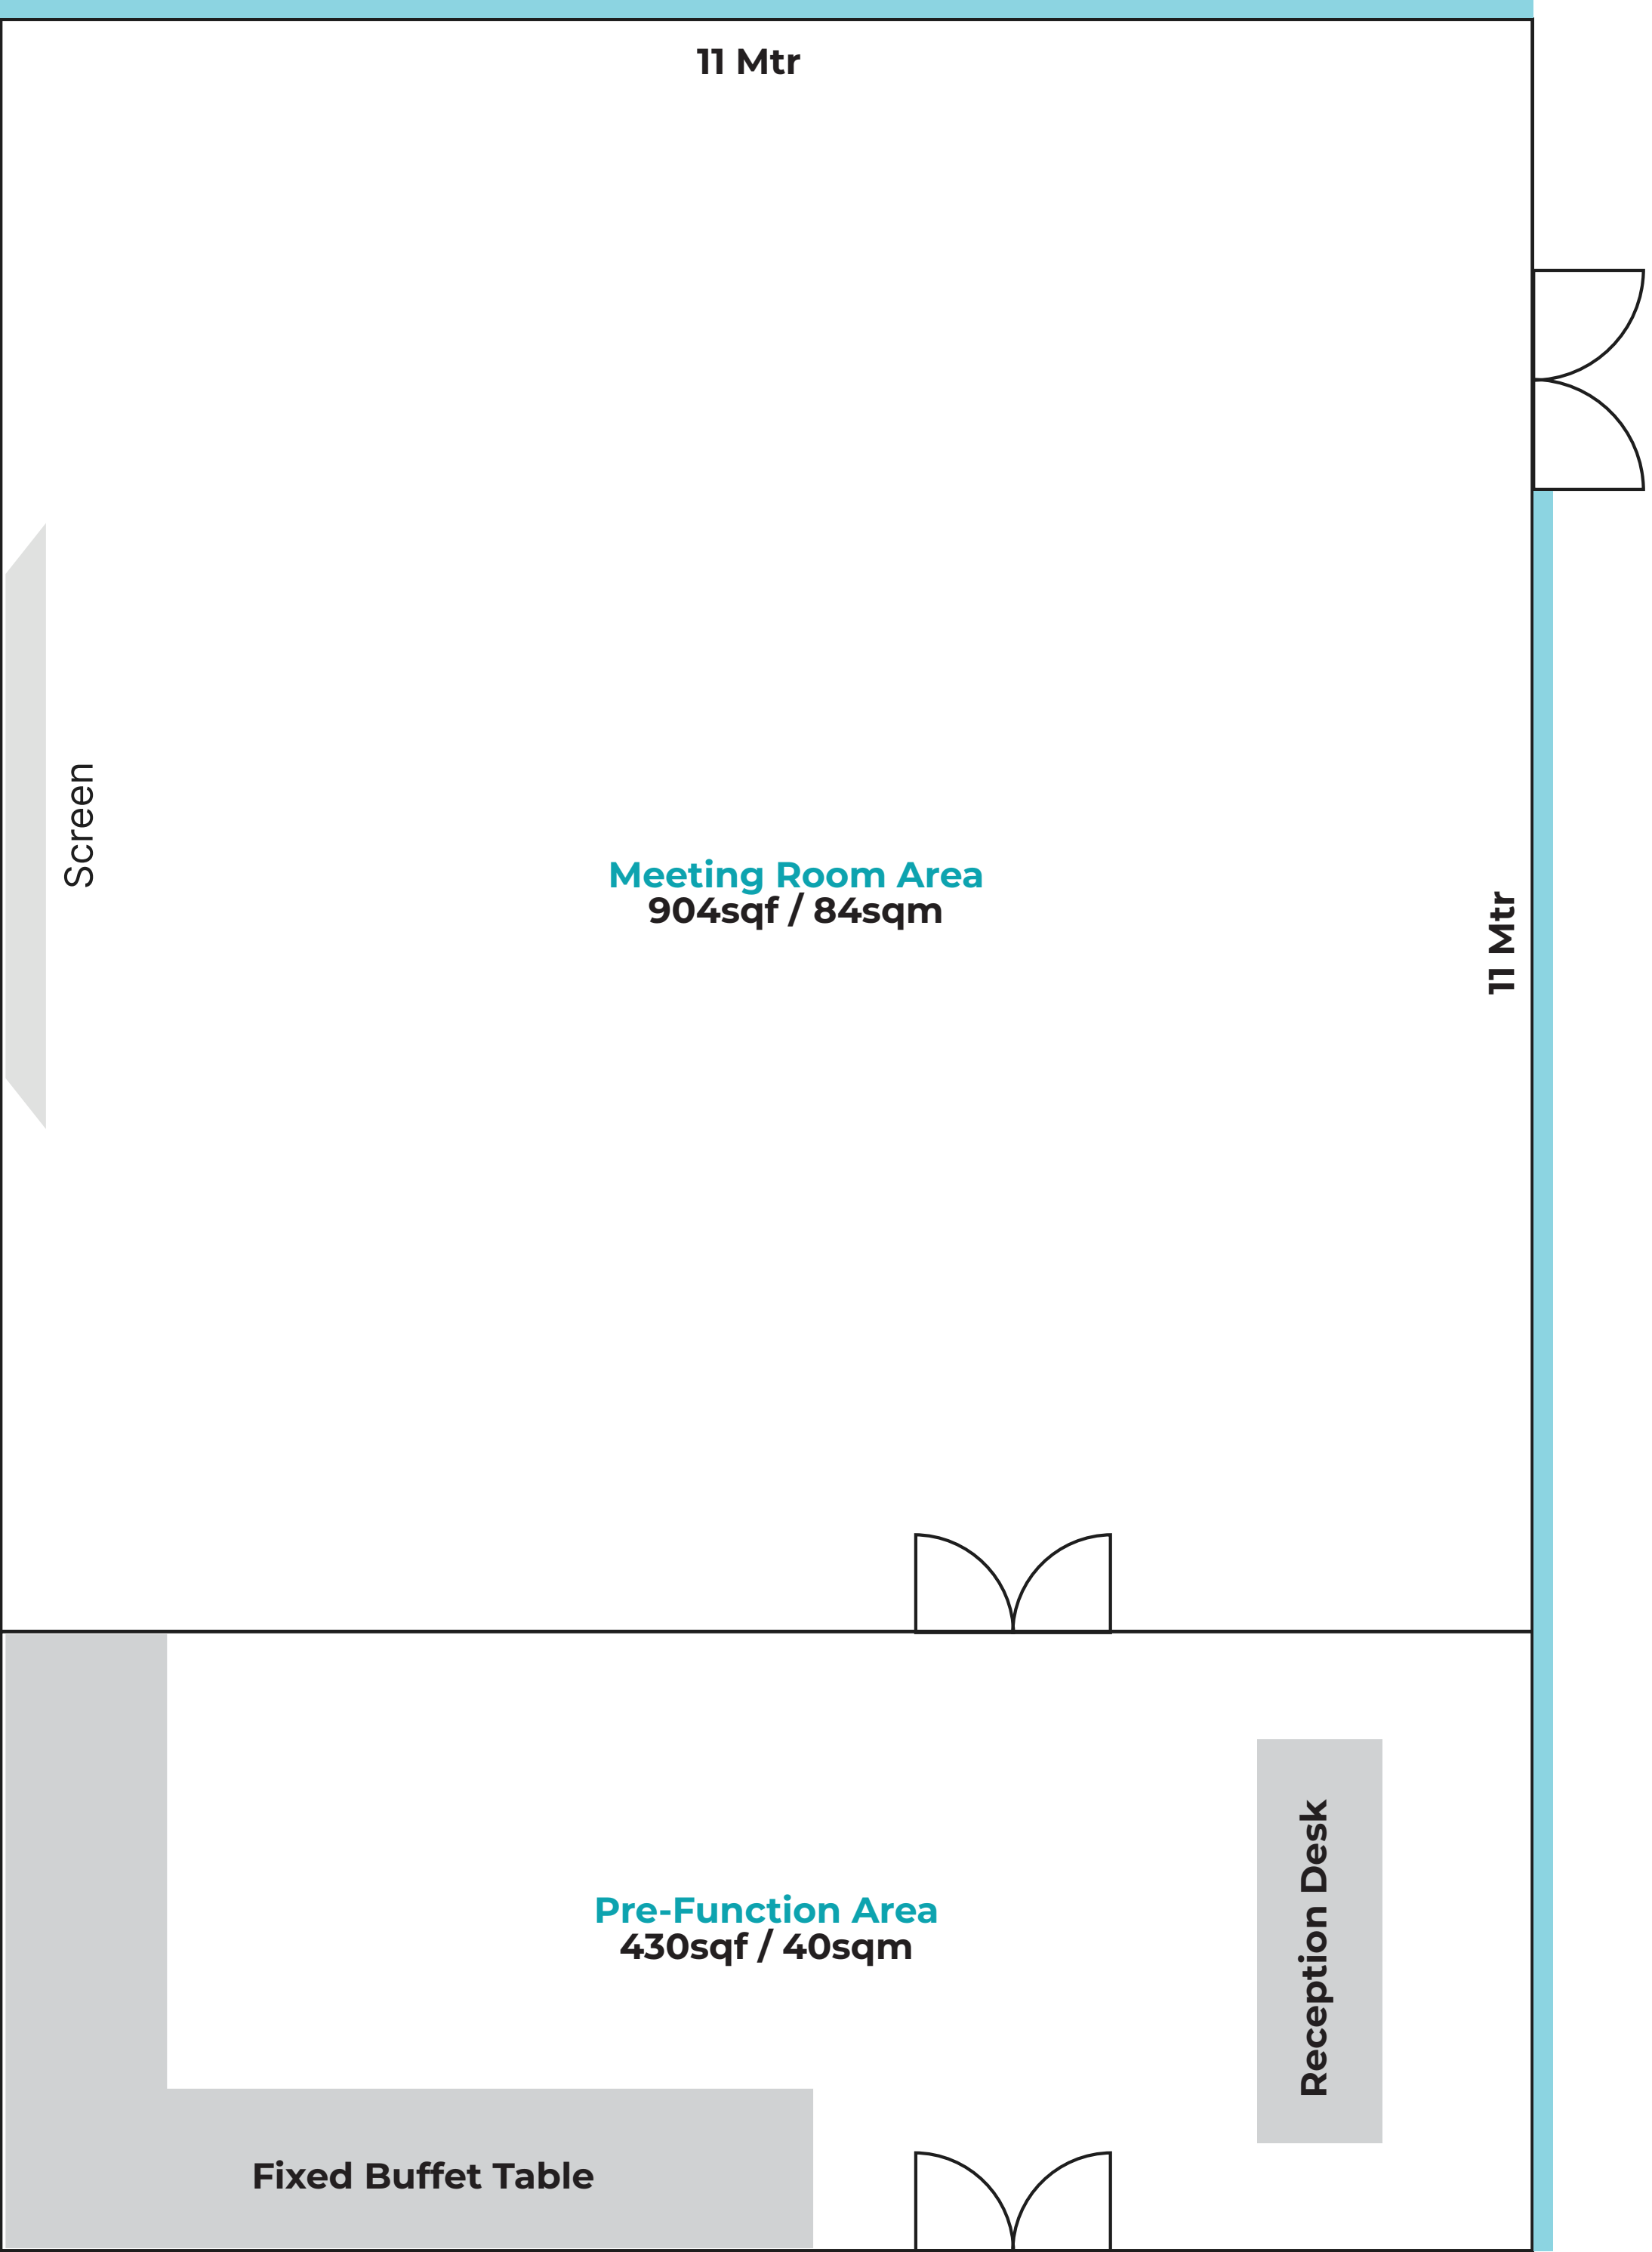 11 Mtr
Screen
Meeting Room Area
904sqf / 84sqm
11 Mtr
Pre-Function Area
430sqf / 40sqm
Reception Desk
Fixed Buffet Table